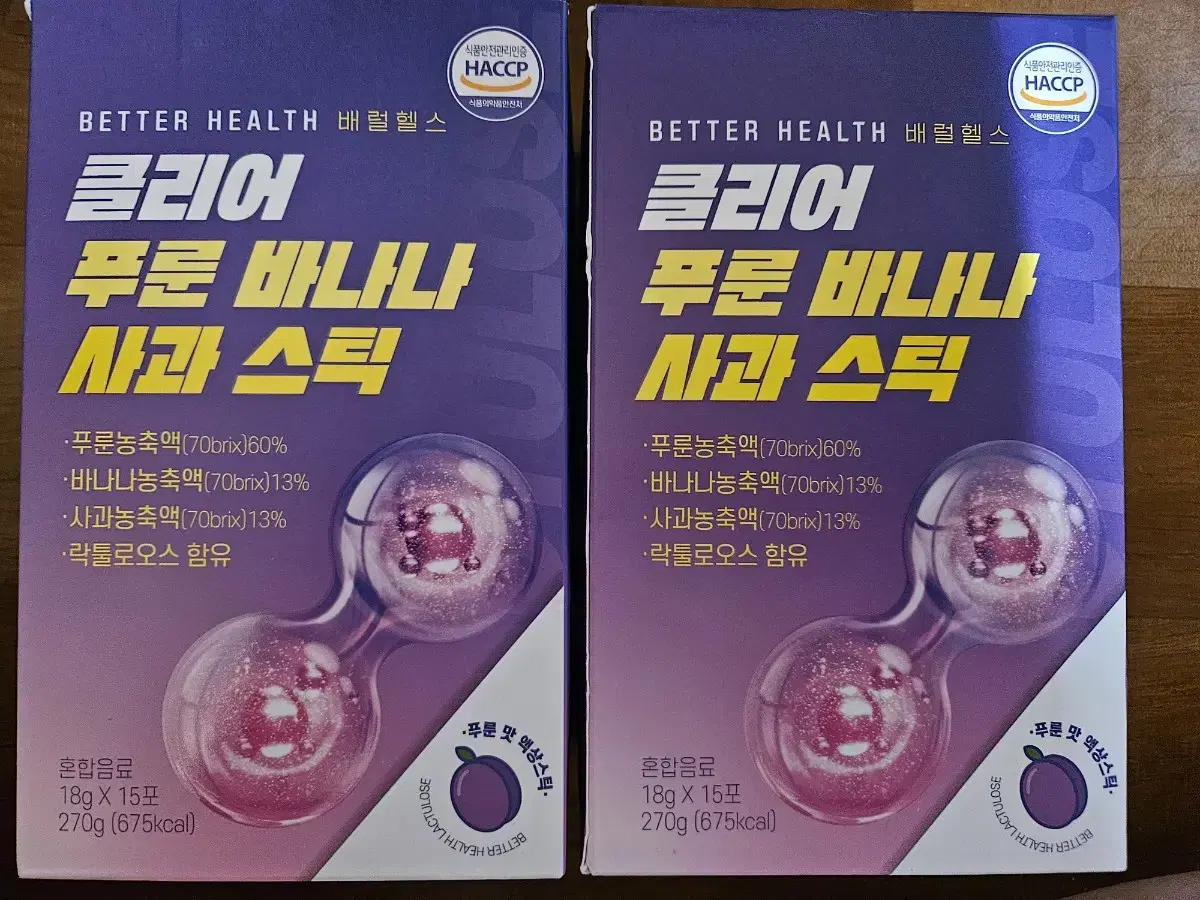 식품안전관리인증
HACCP
식품의약품안전처
BETTER HEALTH 배럴헬스
클리어
푸룬 바나나
사과 스틱
·푸룬농축액(70brix)60%
·바나나농축액(70brix)13%
·사과농축액(70brix)13%
·락툴로오스 함유
혼합음료
18g X 15포
270g (675kcal)
·푸룬 맛 액상스틱·
BETTER HEALTH LACTULOSE
식품안전관리인증
HACCP
식품의약품안전처
BETTER HEALTH 배럴헬스
클리어
푸룬 바나나
사과 스틱
·푸룬농축액(70brix)60%
·바나나농축액(70brix)13%
·사과농축액(70brix)13%
·락툴로오스 함유
혼합음료
18g X 15포
270g (675kcal)
·푸룬 맛 액상스틱·
BETTER HEALTH LACTULOSE